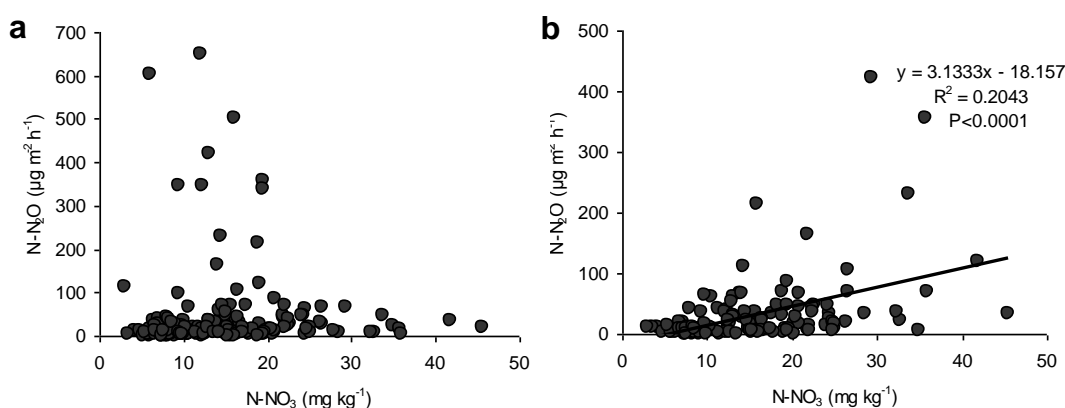 a
700
600
500
400
300
200
100
0
N-N₂O (µg m⁻² h⁻¹)
0 10 20 30 40 50
N-NO₃ (mg kg⁻¹)
b
500
400
300
200
100
0
N-N₂O (µg m⁻² h⁻¹)
y = 3.1333x - 18.157
R² = 0.2043
P<0.0001
0 10 20 30 40 50
N-NO₃ (mg kg⁻¹)